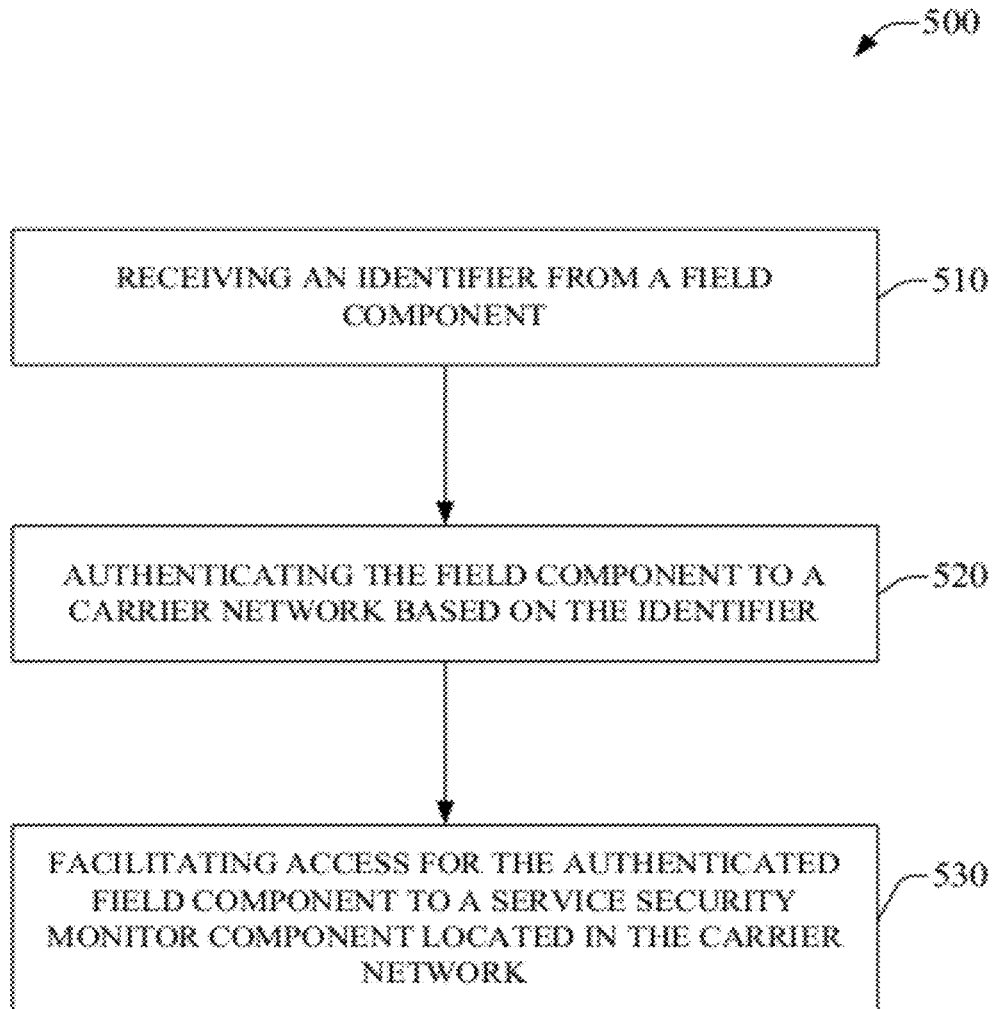 500
RECEIVING AN IDENTIFIER FROM A FIELD
COMPONENT
510
AUTHENTICATING THE FIELD COMPONENT TO A
CARRIER NETWORK BASED ON THE IDENTIFIER
520
FACILITATING ACCESS FOR THE AUTHENTICATED
FIELD COMPONENT TO A SERVICE SECURITY
MONITOR COMPONENT LOCATED IN THE CARRIER
NETWORK
530